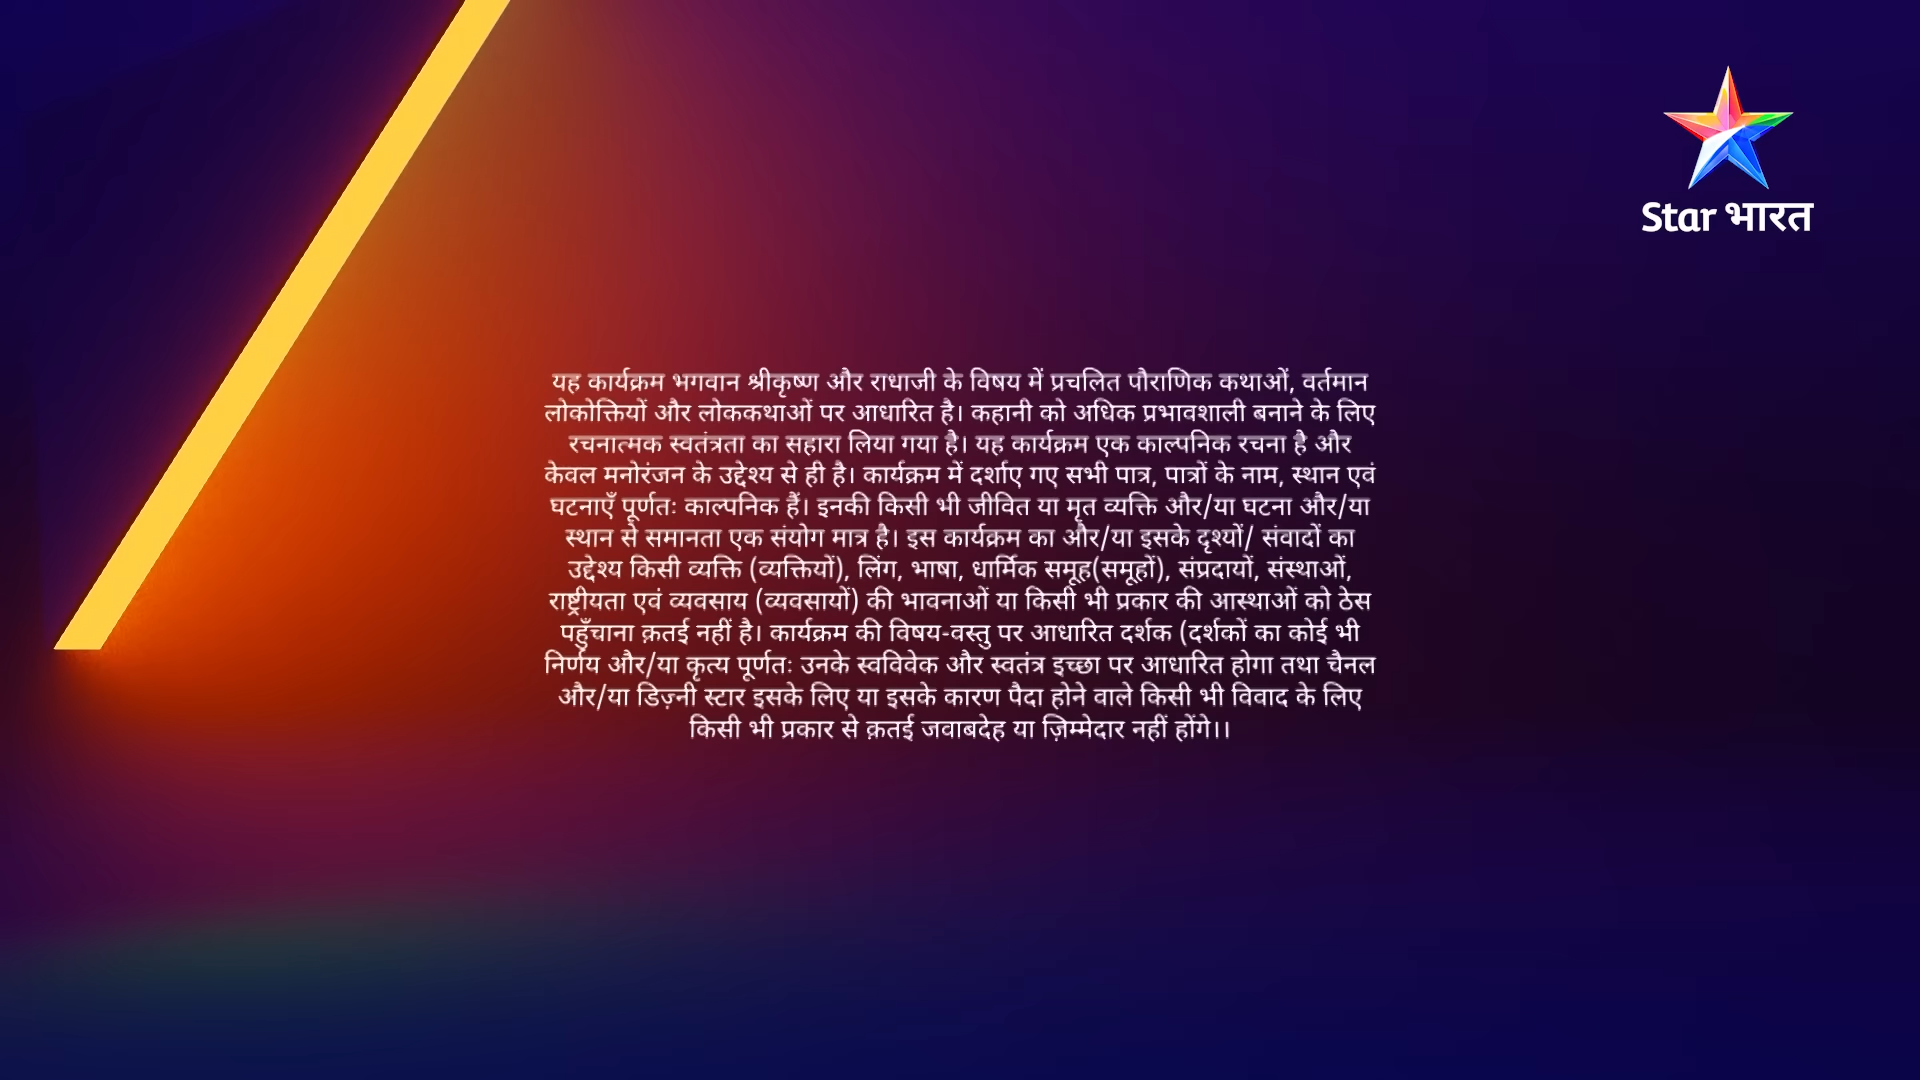 Star भारत
यह कार्यक्रम भगवान श्रीकृष्ण और राधाजी के विषय में प्रचलित पौराणिक कथाओं, वर्तमान
लोकोक्तियों और लोककथाओं पर आधारित है। कहानी को अधिक प्रभावशाली बनाने के लिए
रचनात्मक स्वतंत्रता का सहारा लिया गया है। यह कार्यक्रम एक काल्पनिक रचना है और
केवल मनोरंजन के उद्देश्य से ही है। कार्यक्रम में दर्शाए गए सभी पात्र, पात्रों के नाम, स्थान एवं
घटनाएँ पूर्णतः काल्पनिक हैं। इनकी किसी भी जीवित या मृत व्यक्ति और/या घटना और/या
स्थान से समानता एक संयोग मात्र है। इस कार्यक्रम का और/या इसके दृश्यों/ संवादों का
उद्देश्य किसी व्यक्ति (व्यक्तियों), लिंग, भाषा, धार्मिक समूह(समूहों), संप्रदायों, संस्थाओं,
राष्ट्रीयता एवं व्यवसाय (व्यवसायों) की भावनाओं या किसी भी प्रकार की आस्थाओं को ठेस
पहुँचाना क़तई नहीं है। कार्यक्रम की विषय-वस्तु पर आधारित दर्शक (दर्शकों का कोई भी
निर्णय और/या कृत्य पूर्णतः उनके स्वविवेक और स्वतंत्र इच्छा पर आधारित होगा तथा चैनल
और/या डिज़्नी स्टार इसके लिए या इसके कारण पैदा होने वाले किसी भी विवाद के लिए
किसी भी प्रकार से क़तई जवाबदेह या ज़िम्मेदार नहीं होंगे।।